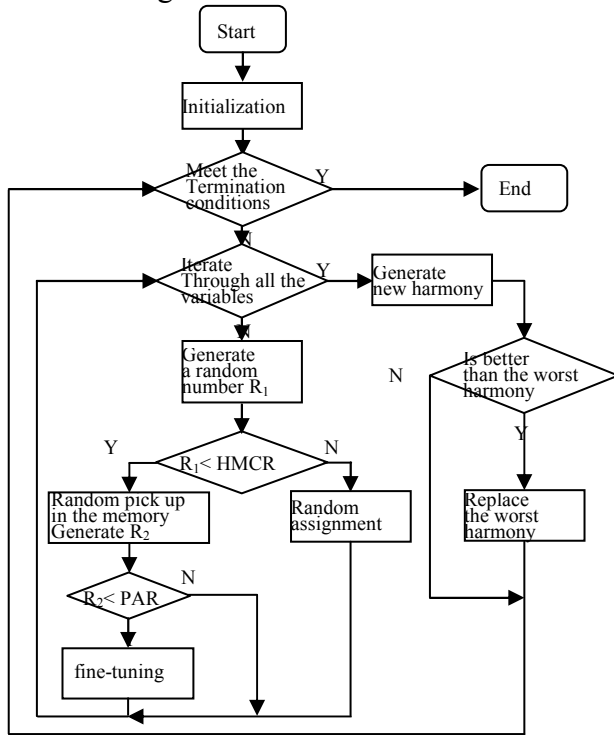 Start
Initialization
Meet the
Termination
conditions
Y
End
N
Iterate
Through all the
variables
Y
Generate
new harmony
N
Generate
a random
number R₁
Is better
than the worst
harmony
N
Y
R₁< HMCR
Y
N
Random pick up
in the memory
Generate R₂
Random
assignment
Replace
the worst
harmony
R₂< PAR
N
fine-tuning